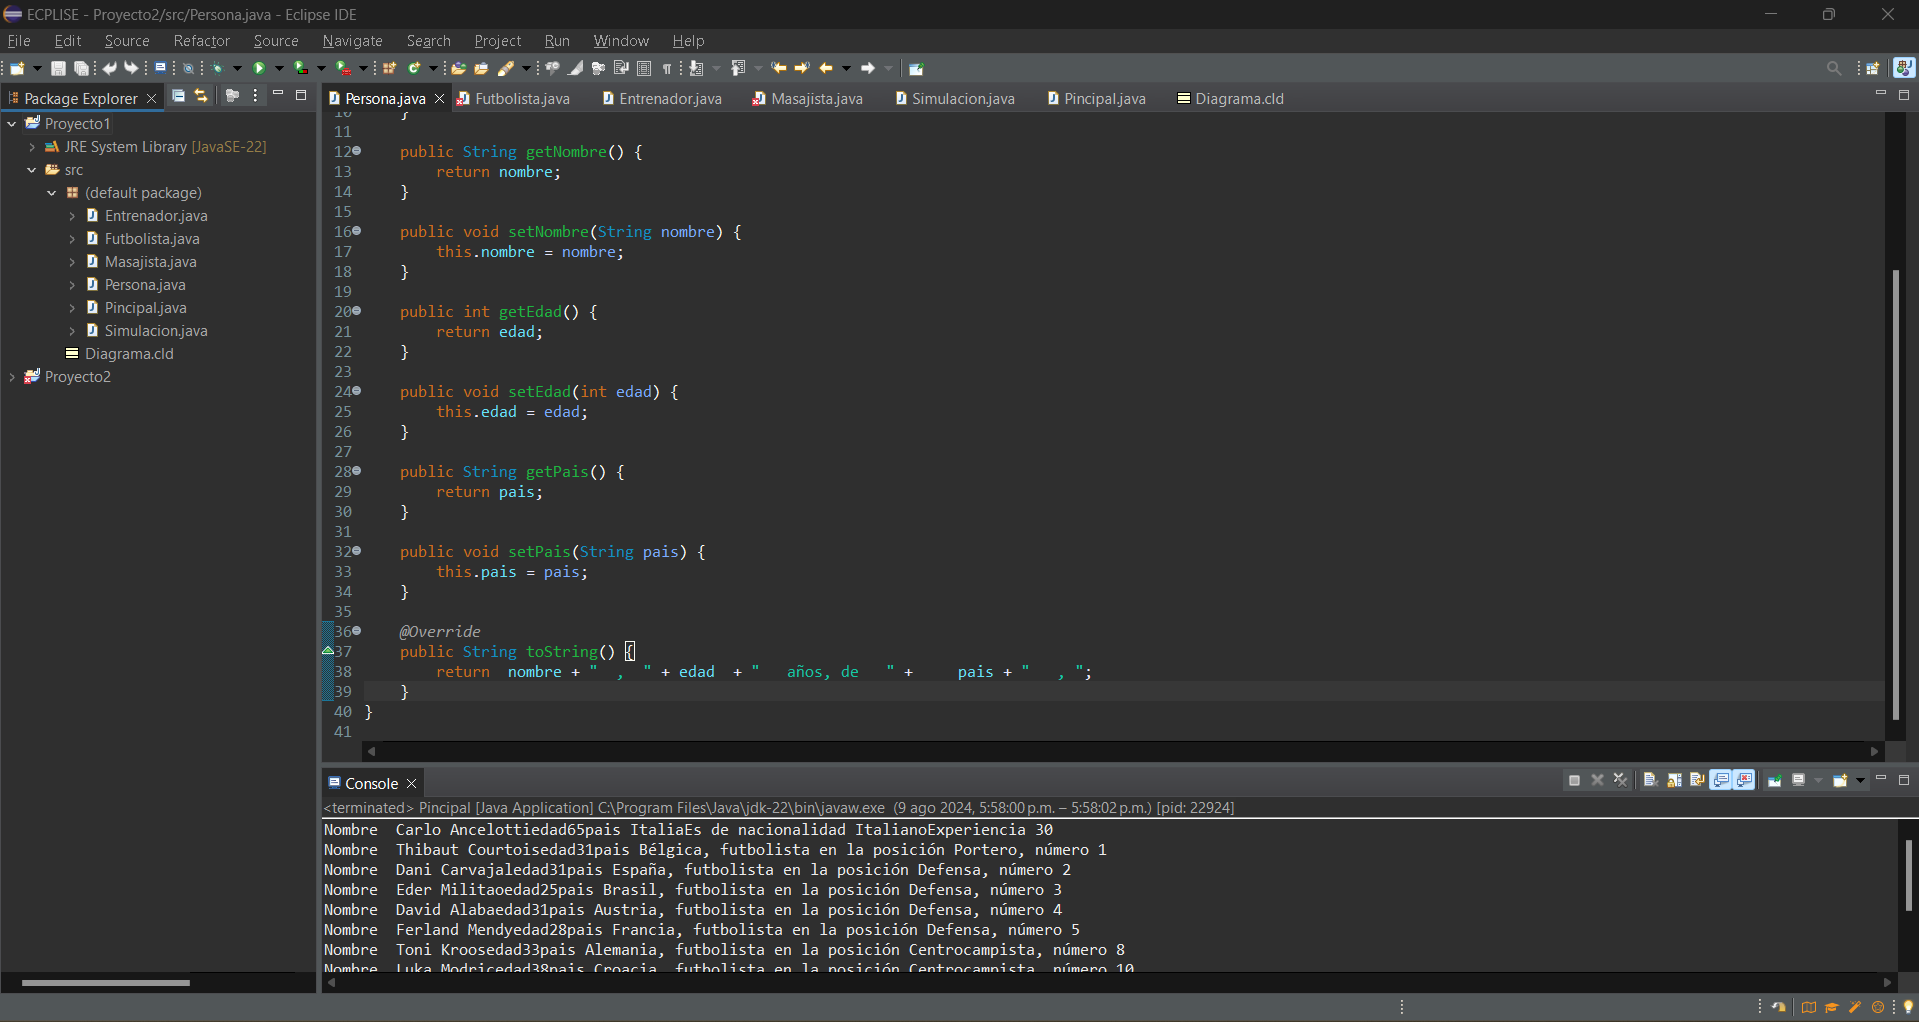 ECPLISE - Proyecto2/src/Persona.java - Eclipse IDE
File Edit Source Refactor Source Navigate Search Project Run Window Help
Package Explorer
Persona.java Futbolista.java Entrenador.java Masajista.java Simulacion.java Pincipal.java Diagrama.cld
Proyecto1
JRE System Library [JavaSE-22]
src
(default package)
Entrenador.java
Futbolista.java
Masajista.java
Persona.java
Pincipal.java
Simulacion.java
Diagrama.cld
Proyecto2
10 }
11
12 public String getNombre() {
13 return nombre;
14 }
15
16 public void setNombre(String nombre) {
17 this.nombre = nombre;
18 }
19
20 public int getEdad() {
21 return edad;
22 }
23
24 public void setEdad(int edad) {
25 this.edad = edad;
26 }
27
28 public String getPais() {
29 return pais;
30 }
31
32 public void setPais(String pais) {
33 this.pais = pais;
34 }
35
36 @Override
37 public String toString() {
38 return  nombre + "  ,  " + edad  + "   años, de   " +     pais + "   , ";
39 }
40 }
41
Console
<terminated> Pincipal [Java Application] C:\Program Files\Java\jdk-22\bin\javaw.exe (9 ago 2024, 5:58:00 p.m. – 5:58:02 p.m.) [pid: 22924]
Nombre  Carlo Ancelottiedad65pais ItaliaEs de nacionalidad ItalianoExperiencia 30
Nombre  Thibaut Courtoisedad31pais Bélgica, futbolista en la posición Portero, número 1
Nombre  Dani Carvajaledad31pais España, futbolista en la posición Defensa, número 2
Nombre  Eder Militaoedad25pais Brasil, futbolista en la posición Defensa, número 3
Nombre  David Alabaedad31pais Austria, futbolista en la posición Defensa, número 4
Nombre  Ferland Mendyedad28pais Francia, futbolista en la posición Defensa, número 5
Nombre  Toni Kroosedad33pais Alemania, futbolista en la posición Centrocampista, número 8
Nombre  Luka Modricedad38pais Croacia, futbolista en la posición Centrocampista, número 10